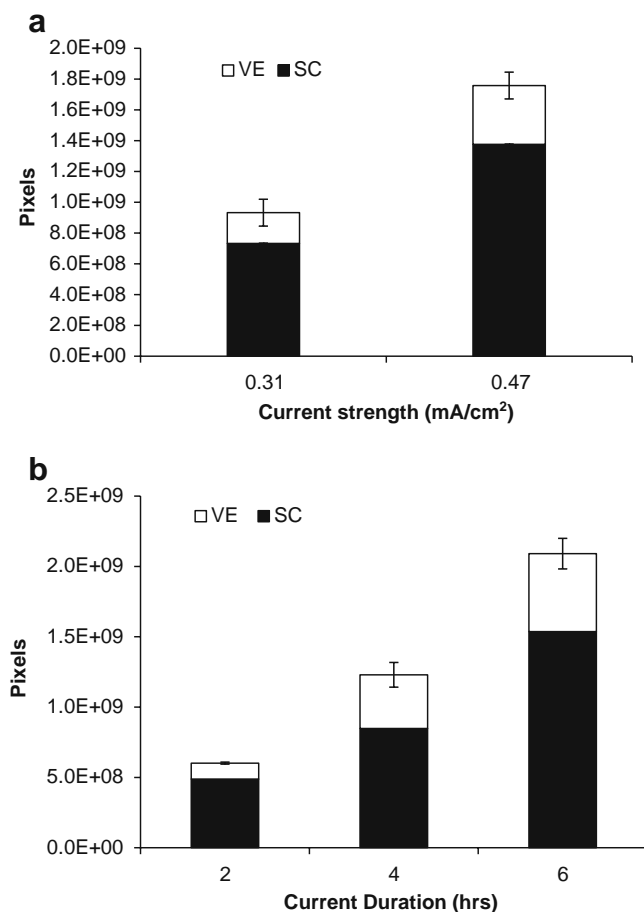 a
2.0E+09
1.8E+09
1.6E+09
1.4E+09
1.2E+09
1.0E+09
8.0E+08
6.0E+08
4.0E+08
2.0E+08
0.0E+00
Pixels
VE SC
0.31 0.47
Current strength (mA/cm²)
b
2.5E+09
2.0E+09
1.5E+09
1.0E+09
5.0E+08
0.0E+00
Pixels
VE SC
2 4 6
Current Duration (hrs)